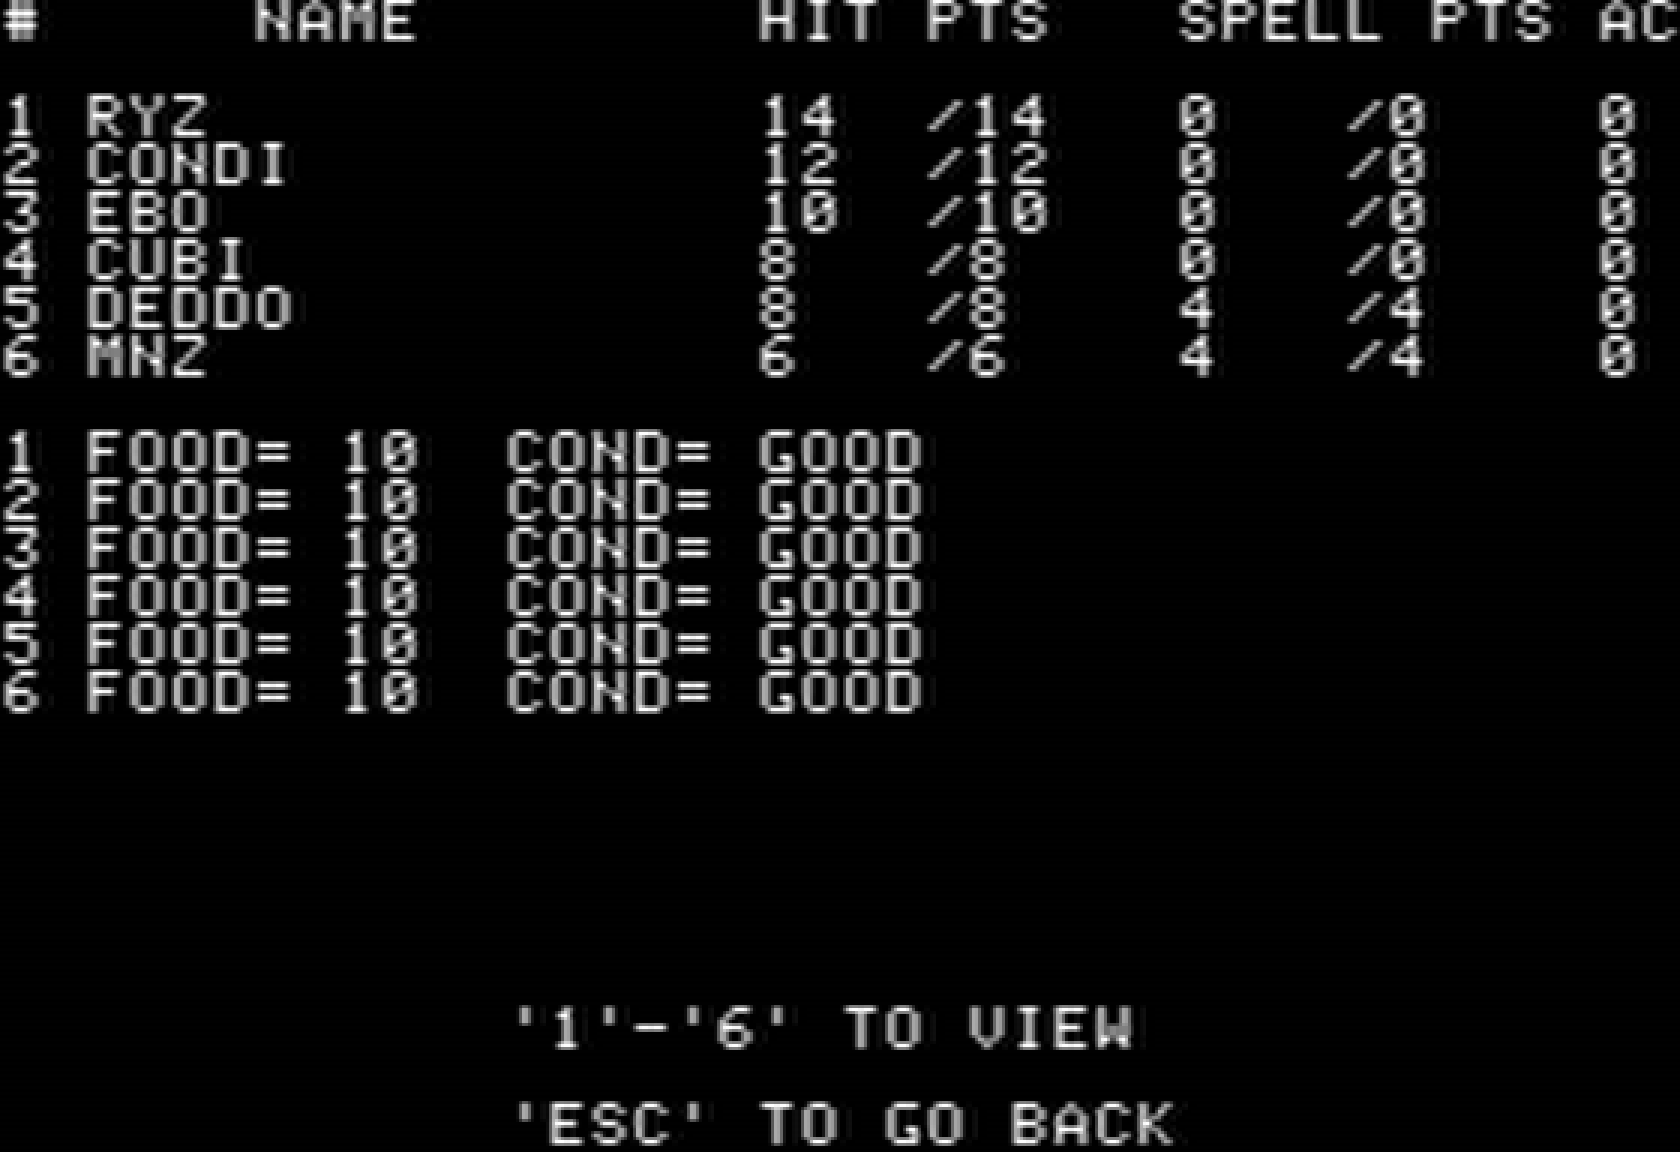 # NAME HIT PTS SPELL PTS AC
1 RYZ 14 /14 0 /0 0
2 CONDI 12 /12 0 /0 0
3 EBO 10 /10 0 /0 0
4 CUBI 8 /8 0 /0 0
5 DEDDO 8 /8 4 /4 0
6 MNZ 6 /6 4 /4 0
1 FOOD= 10 COND= GOOD
2 FOOD= 10 COND= GOOD
3 FOOD= 10 COND= GOOD
4 FOOD= 10 COND= GOOD
5 FOOD= 10 COND= GOOD
6 FOOD= 10 COND= GOOD
'1'-'6' TO VIEW
'ESC' TO GO BACK